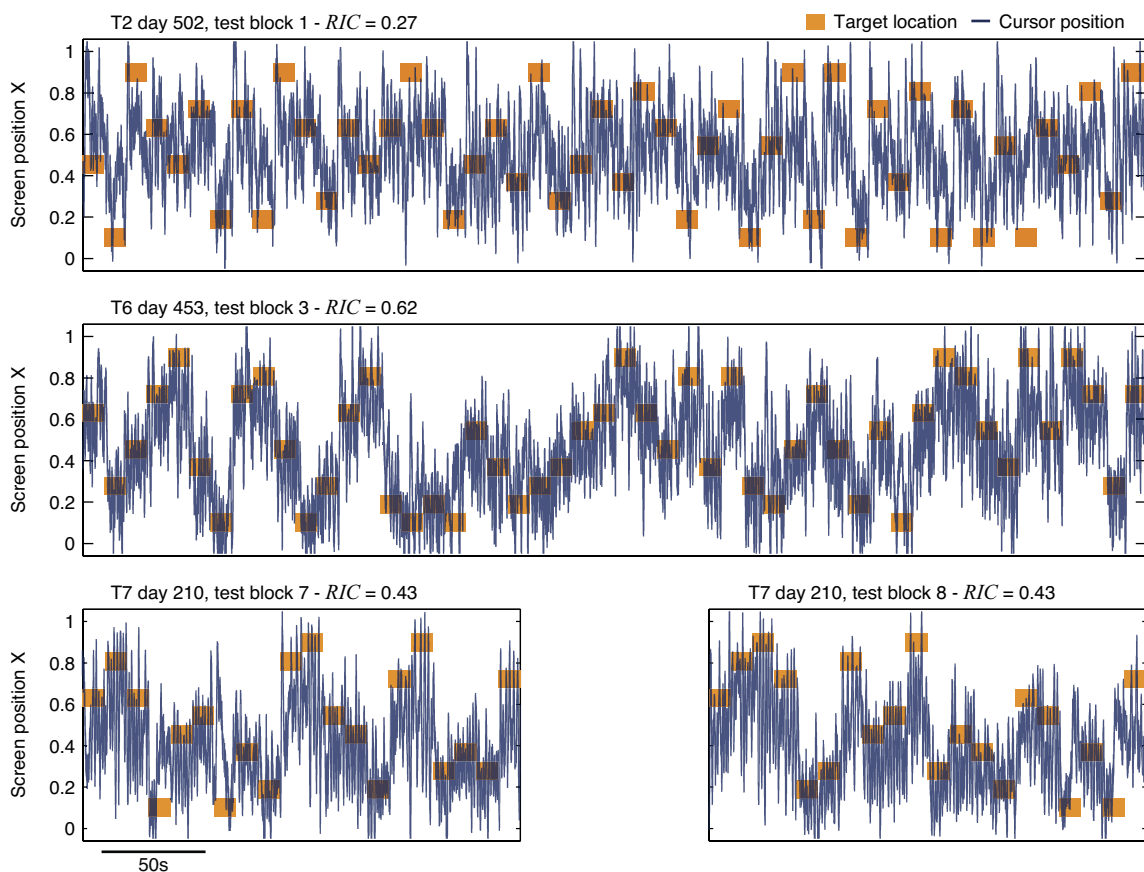 T2 day 502, test block 1 - RIC = 0.27
Target location
Cursor position
Screen position X
1
0.8
0.6
0.4
0.2
0
T6 day 453, test block 3 - RIC = 0.62
Screen position X
1
0.8
0.6
0.4
0.2
0
T7 day 210, test block 7 - RIC = 0.43
T7 day 210, test block 8 - RIC = 0.43
Screen position X
1
0.8
0.6
0.4
0.2
0
50s